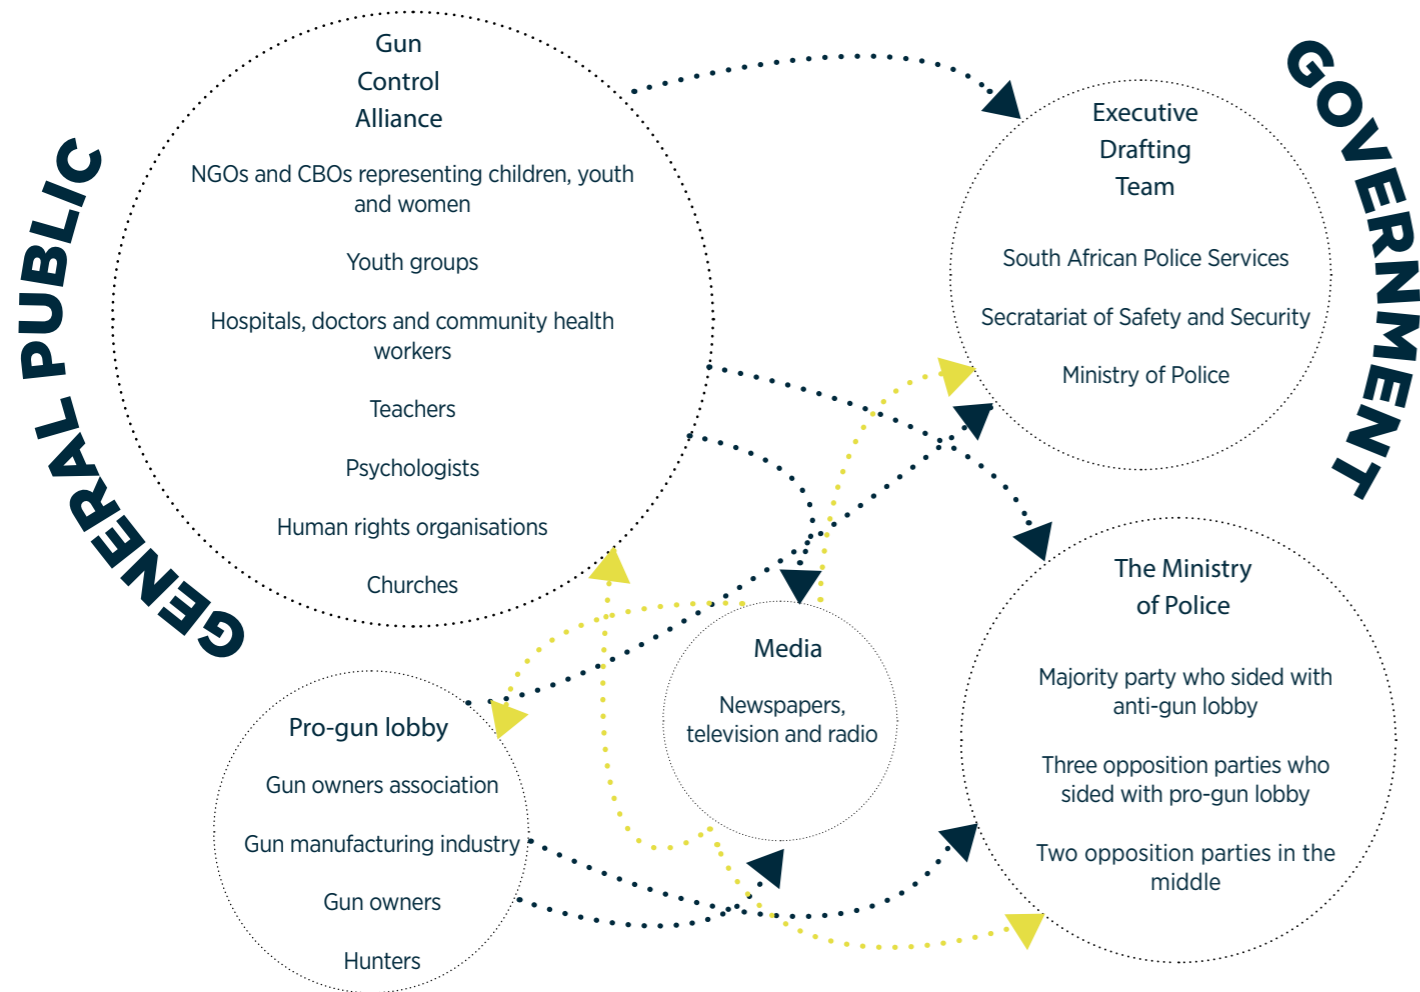 GENERAL PUBLIC
Gun
Control
Alliance
NGOs and CBOs representing children, youth
and women
Youth groups
Hospitals, doctors and community health
workers
Teachers
Psychologists
Human rights organisations
Churches
Pro-gun lobby
Gun owners association
Gun manufacturing industry
Gun owners
Hunters
Media
Newspapers,
television and radio
GOVERNMENT
Executive
Drafting
Team
South African Police Services
Secratariat of Safety and Security
Ministry of Police
The Ministry
of Police
Majority party who sided with
anti-gun lobby
Three opposition parties who
sided with pro-gun lobby
Two opposition parties in the
middle